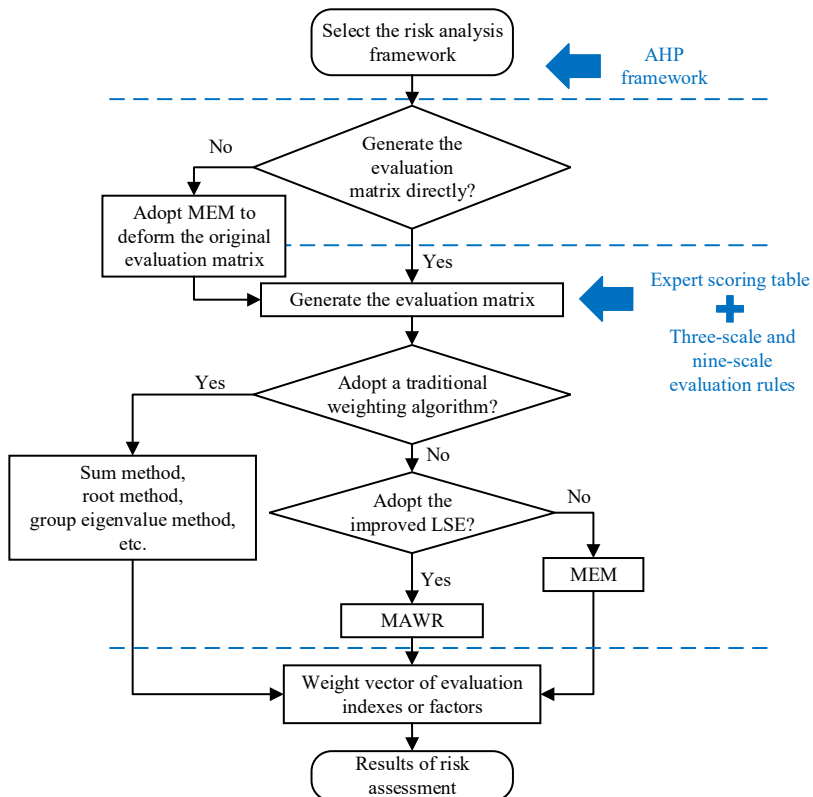 Select the risk analysis
framework
AHP
framework
Generate the
evaluation
matrix directly?
No
Adopt MEM to
deform the original
evaluation matrix
Yes
Generate the evaluation matrix
Expert scoring table
Three-scale and
nine-scale
evaluation rules
Adopt a traditional
weighting algorithm?
Yes
No
Sum method,
root method,
group eigenvalue method,
etc.
Adopt the
improved LSE?
No
Yes
MEM
MAWR
Weight vector of evaluation
indexes or factors
Results of risk
assessment